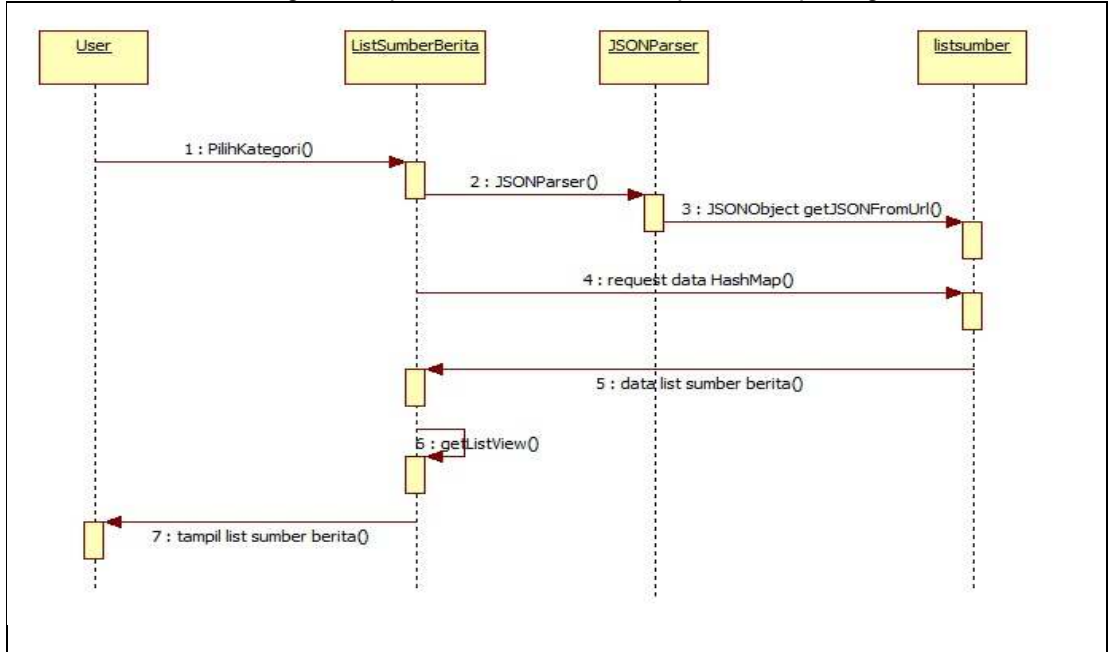 User
ListSumberBerita
JSONParser
listsumber
1 : PilihKategori()
2 : JSONParser()
3 : JSONObject getJSONFromUrl()
4 : request data HashMap()
5 : data list sumber berita()
6 : getListView()
7 : tampil list sumber berita()